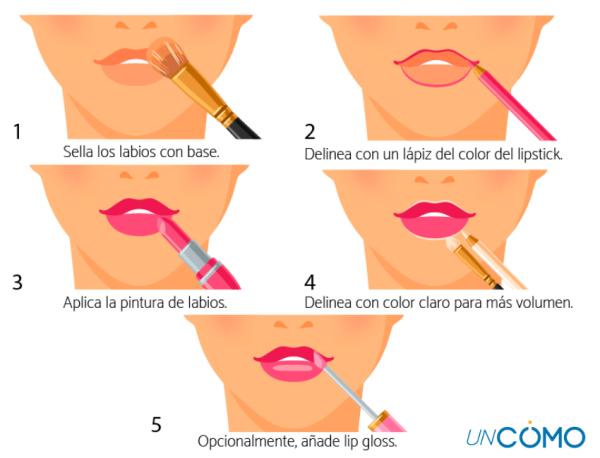 1
Sella los labios con base.
2
Delinea con un lápiz del color del lipstick.
3
Aplica la pintura de labios.
4
Delinea con color claro para más volumen.
5
Opcionalmente, añade lip gloss.
UNCÓMO